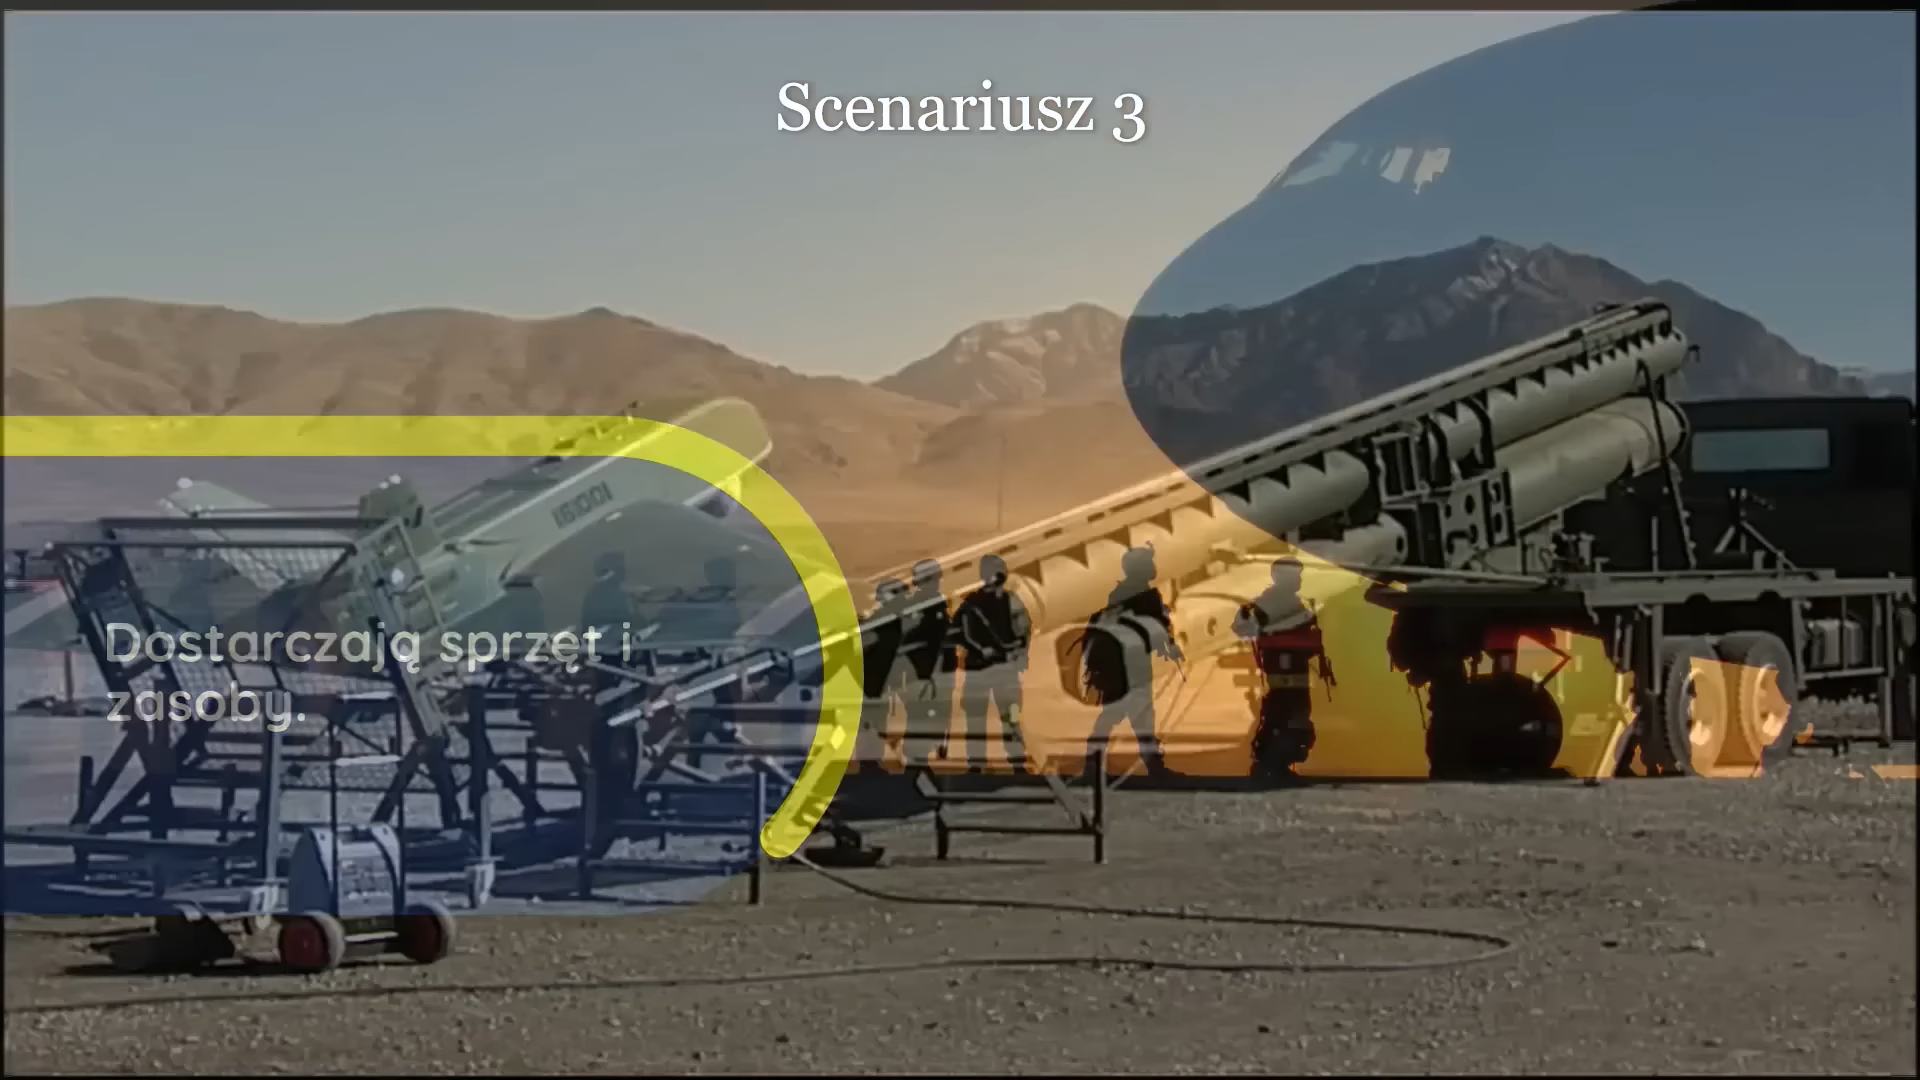 Scenariusz 3
Dostarczają sprzęt i
zasoby.